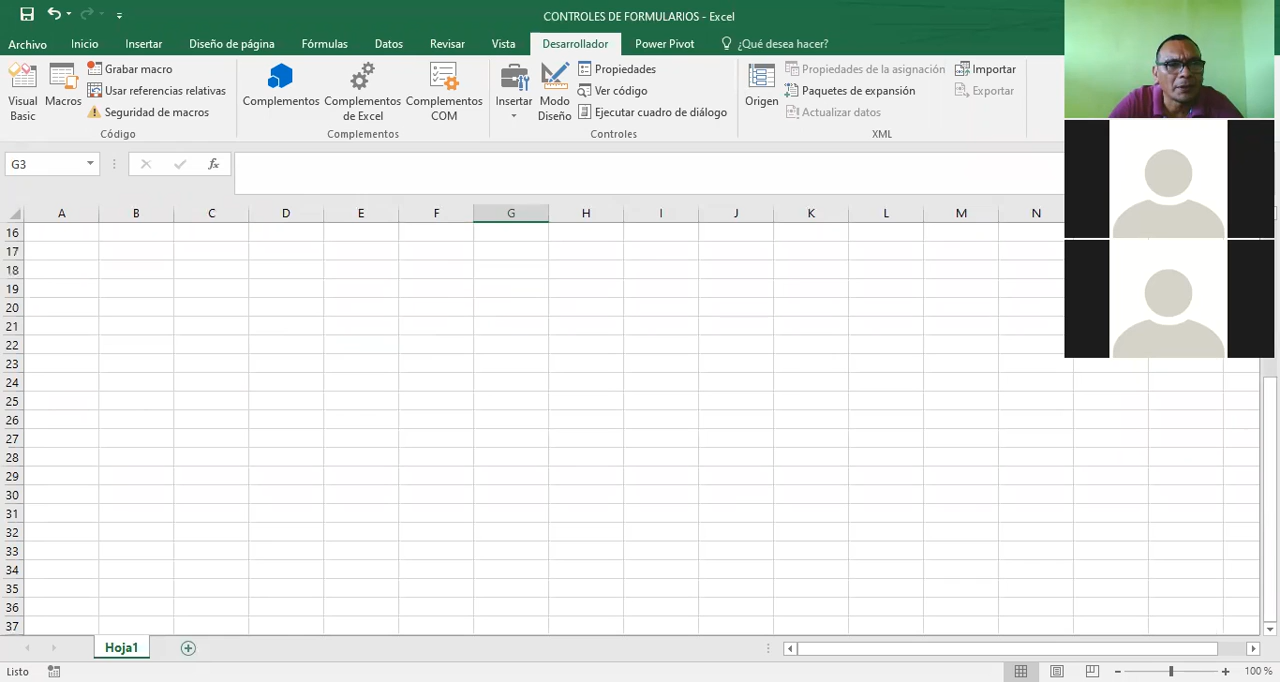 CONTROLES DE FORMULARIOS - Excel
Archivo Inicio Insertar Diseño de página Fórmulas Datos Revisar Vista Desarrollador Power Pivot ¿Qué desea hacer?
Visual Basic
Macros
Grabar macro
Usar referencias relativas
Seguridad de macros
Código
Complementos
Complementos de Excel
Complementos COM
Complementos
Insertar
Modo Diseño
Propiedades
Ver código
Ejecutar cuadro de diálogo
Controles
Origen
Propiedades de la asignación
Paquetes de expansión
Actualizar datos
Importar
Exportar
XML
G3
fx
A B C D E F G H I J K L M N
16
17
18
19
20
21
22
23
24
25
26
27
28
29
30
31
32
33
34
35
36
37
Hoja1
Listo
100 %